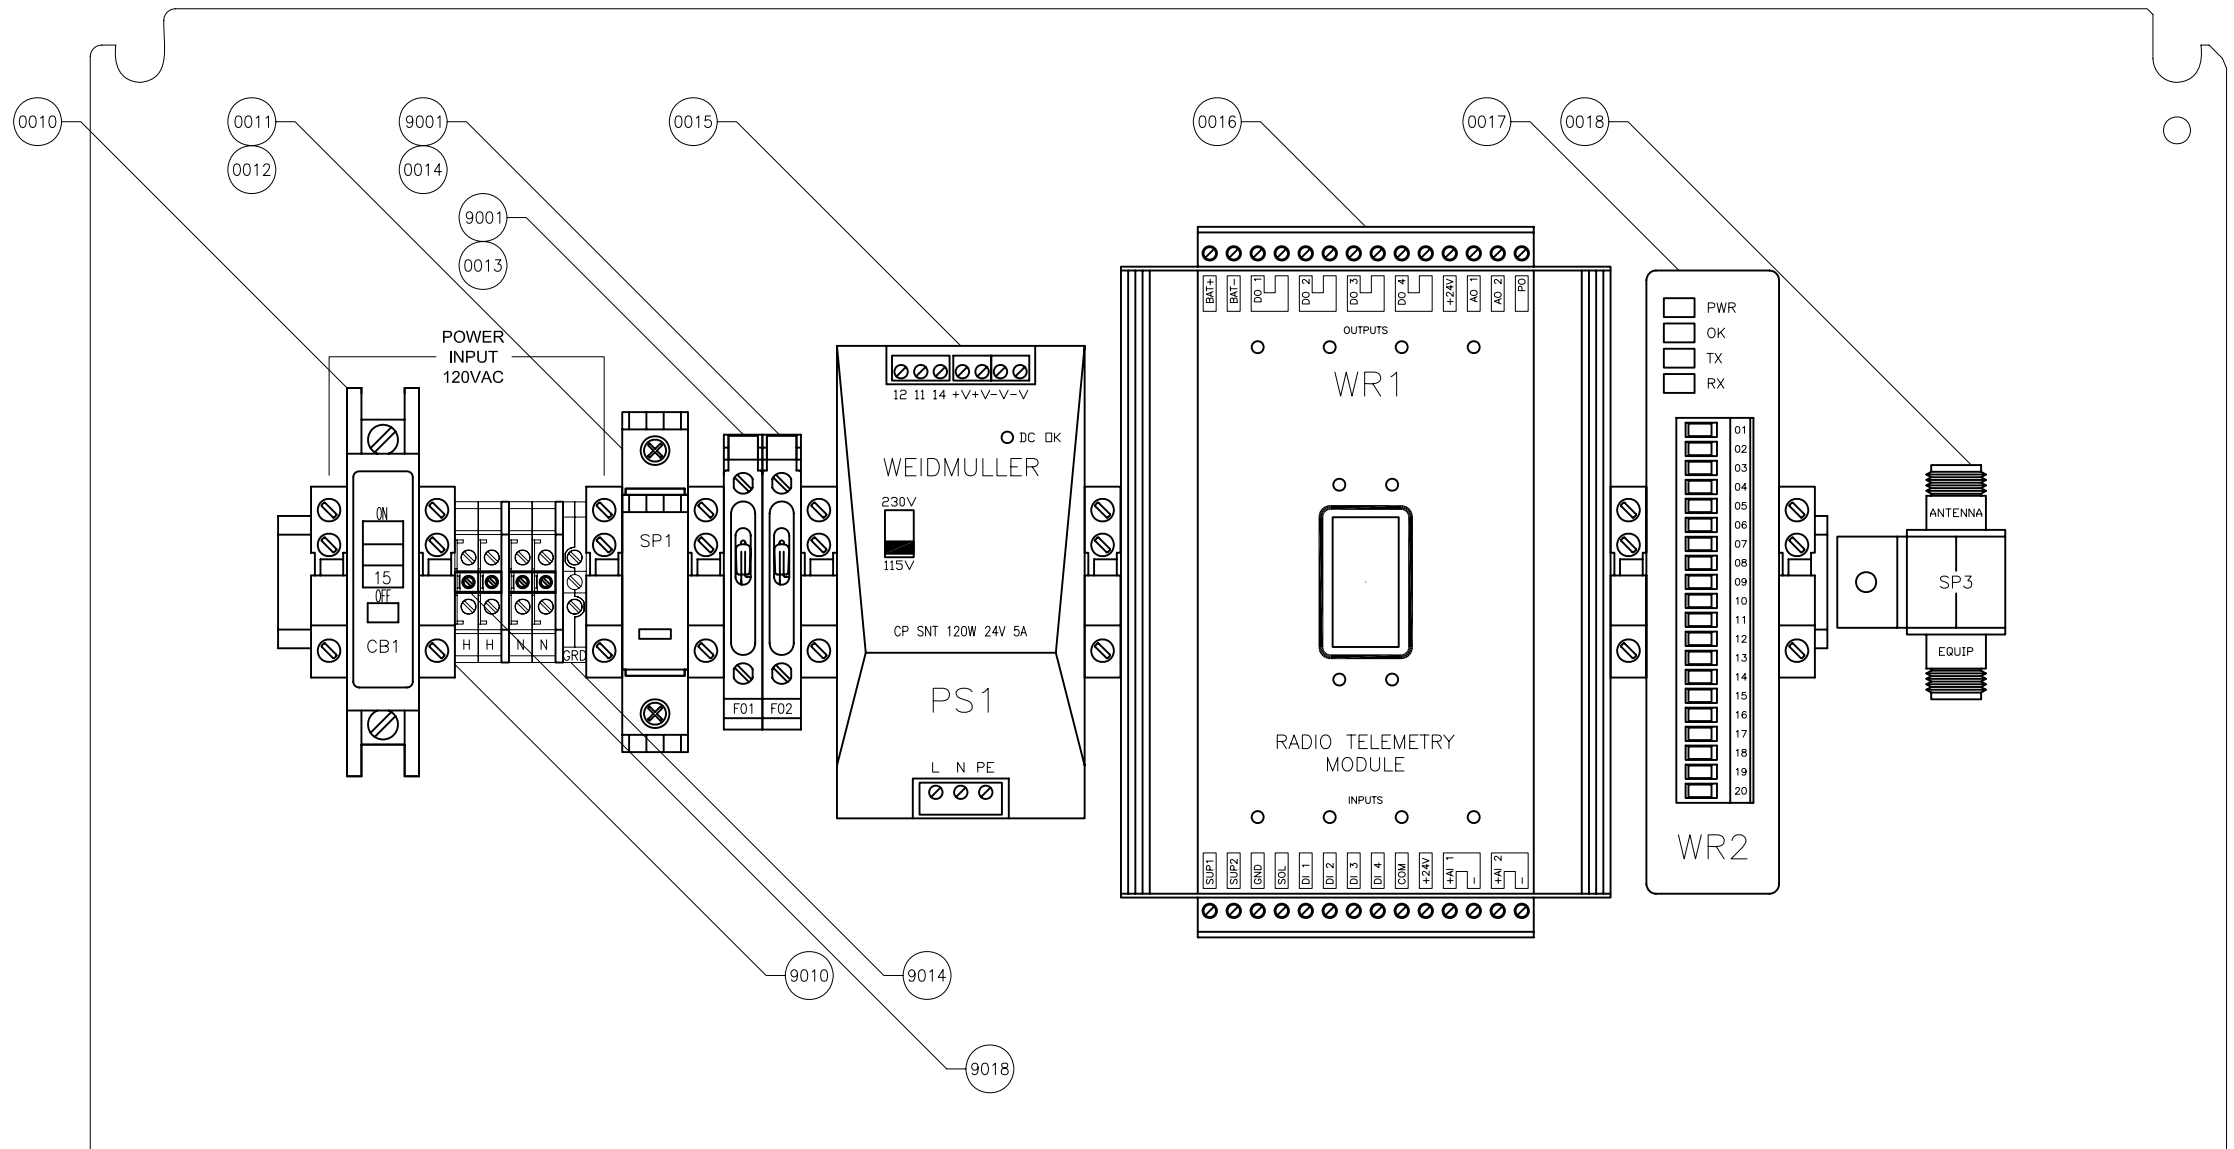 0010
0011
0012
9001
0014
9001
0013
0015
0016
0017
0018
POWER
INPUT
120VAC
ON
15
OFF
CB1
H H N N GRD
SP1
F01 F02
12 11 14 +V+V-V-V
DC OK
WEIDMULLER
230V
115V
CP SNT 120W 24V 5A
PS1
L N PE
BAT+ BAT- DO 1 DO 2 DO 3 DO 4 +24V AO 1 AO 2 PO
OUTPUTS
WR1
RADIO TELEMETRY
MODULE
INPUTS
SUP1 SUP2 GND SOL DI 1 DI 2 DI 3 DI 4 COM +24V +AI 1 - +AI 2 -
PWR
OK
TX
RX
01
02
03
04
05
06
07
08
09
10
11
12
13
14
15
16
17
18
19
20
WR2
ANTENNA
SP3
EQUIP
9010
9014
9018